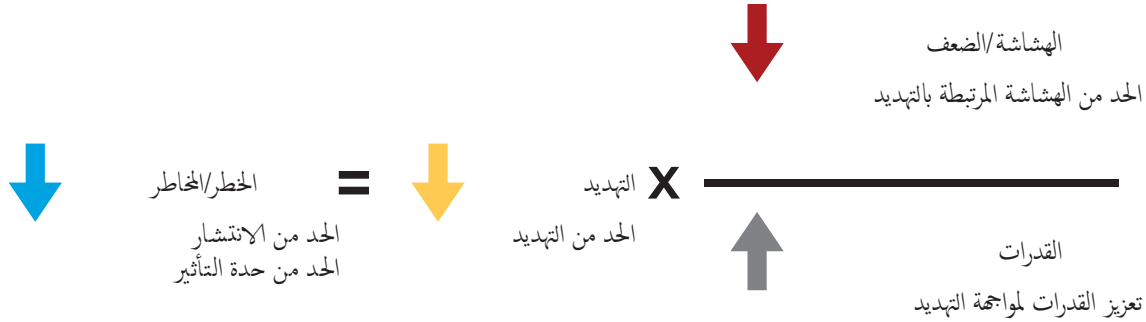 الهشاشة/الضعف
الحد من الهشاشة المرتبطة بالتهديد
الخطر/المخاطر = التهديد X
الحد من الانتشار
الحد من حدة التأثير
الحد من التهديد
القدرات
تعزيز القدرات لمواجهة التهديد